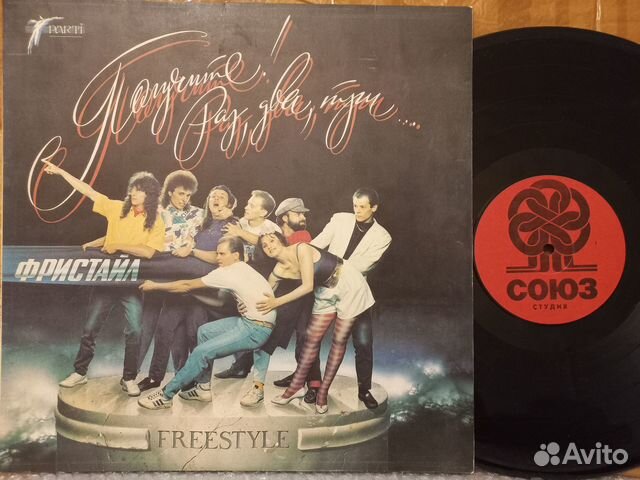 PARTI
Получите!
Раз, два, три...
ФРИСТАЙЛ
FREESTYLE
СОЮЗ
СТУДИЯ
Avito